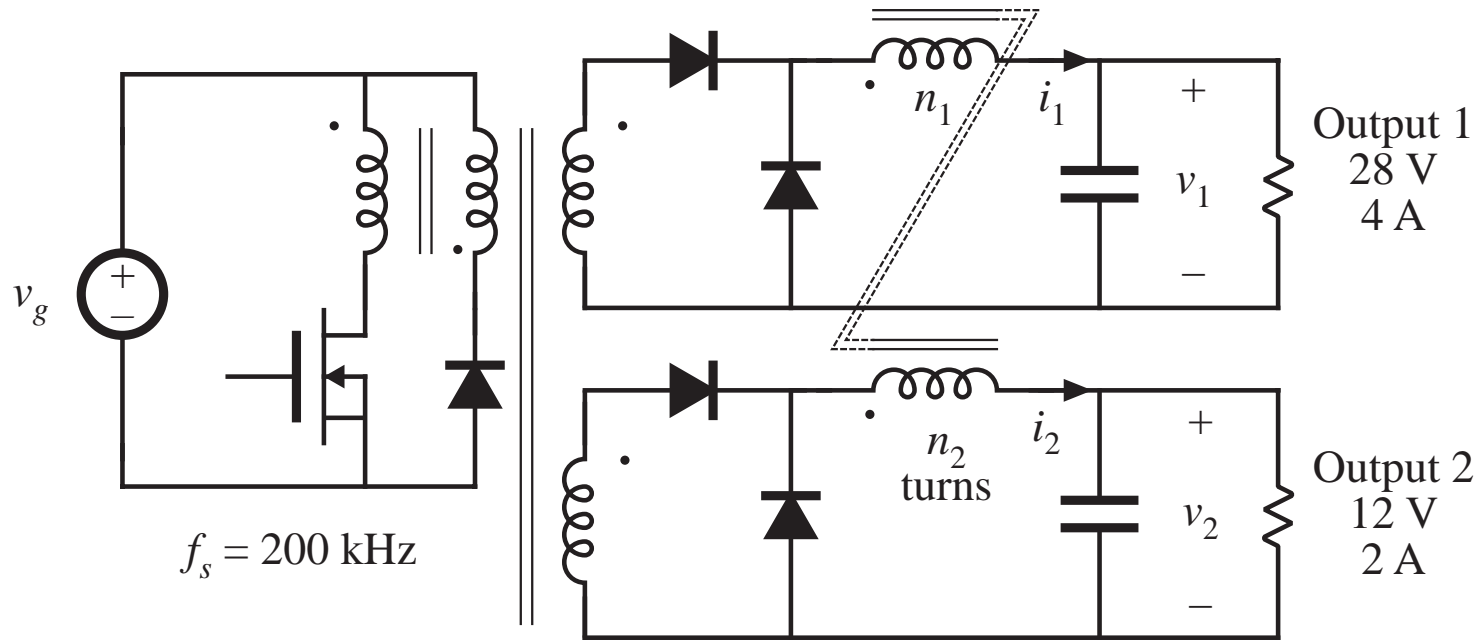 v_g
+
−
f_s = 200 kHz
n_1
i_1
+
v_1
−
Output 1
28 V
4 A
n_2
turns
i_2
+
v_2
−
Output 2
12 V
2 A